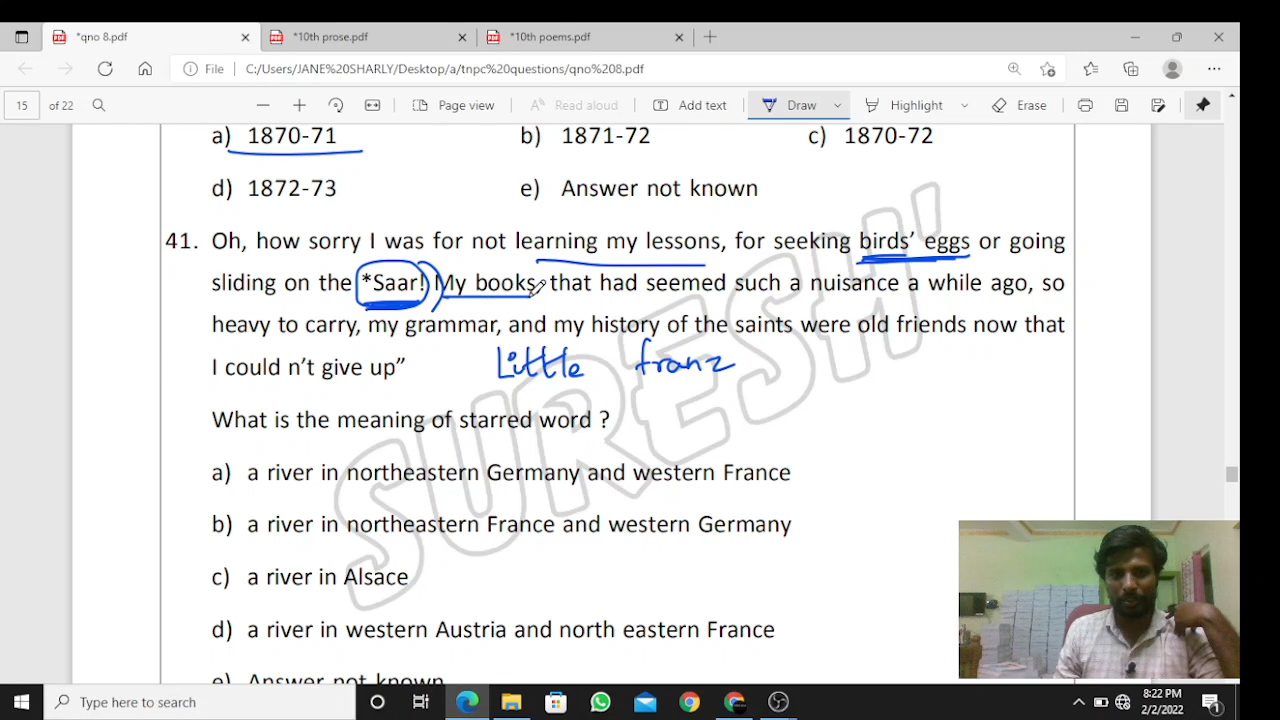 *qno 8.pdf
*10th prose.pdf
*10th poems.pdf
File
C:/Users/JANE%20SHARLY/Desktop/a/tnpc%20questions/qno%208.pdf
15 of 22
Page view
Read aloud
Add text
Draw
Highlight
Erase
a) 1870-71 b) 1871-72 c) 1870-72
d) 1872-73 e) Answer not known
41. Oh, how sorry I was for not learning my lessons, for seeking birds’ eggs or going
sliding on the *Saar! My books that had seemed such a nuisance a while ago, so
heavy to carry, my grammar, and my history of the saints were old friends now that
I could n’t give up”
Little franz
What is the meaning of starred word ?
a) a river in northeastern Germany and western France
b) a river in northeastern France and western Germany
c) a river in Alsace
d) a river in western Austria and north eastern France
e) Answer not known
SURESH'
Type here to search
8:22 PM
2/2/2022
1